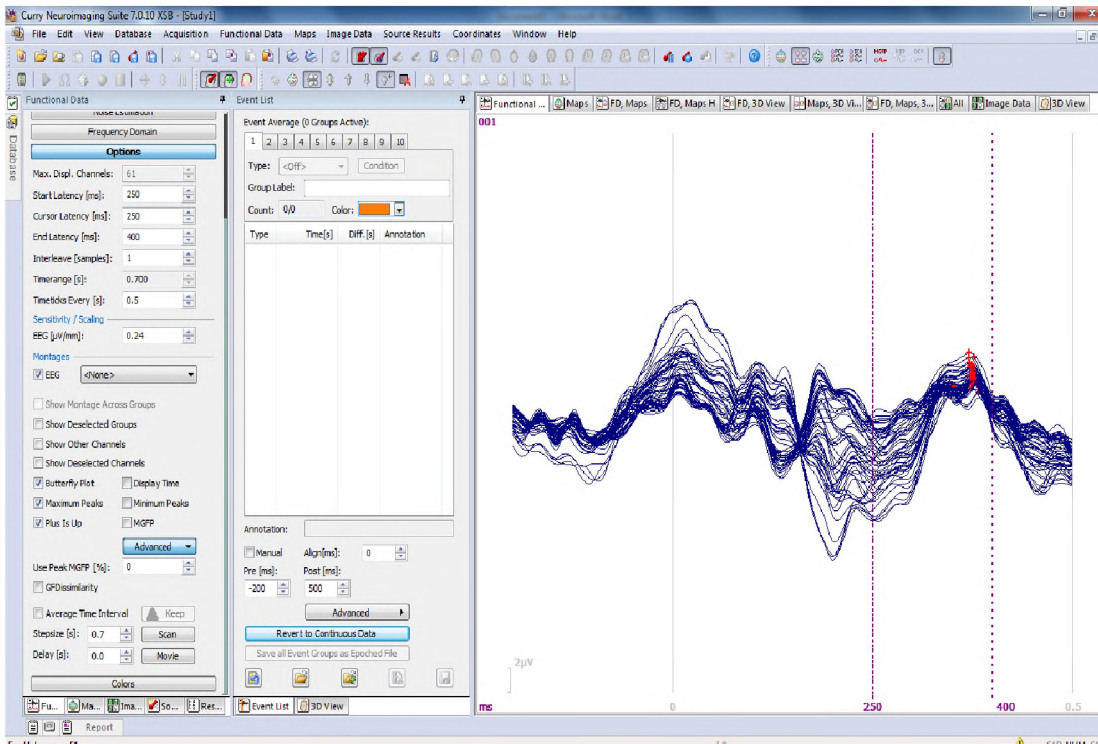 Curry Neuroimaging Suite 7.0.10 XSB - [Study1]
File Edit View Database Acquisition Functional Data Maps Image Data Source Results Coordinates Window Help
Functional Data
Event List
Functional ... Maps FD, Maps FD, Maps H FD, 3D View Maps, 3D Vi... FD, Maps, 3... All Image Data 3D View
Database
Noise Estimation
Frequency Domain
Options
Max. Displ. Channels: 61
Start Latency [ms]: 250
Cursor Latency [ms]: 250
End Latency [ms]: 400
Interleave [samples]: 1
Timerange [s]: 0.700
Timeticks Every [s]: 0.5
Sensitivity / Scaling
EEG [µV/mm]: 0.24
Montages
EEG <None>
Show Montage Across Groups
Show Deselected Groups
Show Other Channels
Show Deselected Channels
Butterfly Plot Display Time
Maximum Peaks Minimum Peaks
Plus Is Up MGFP
Advanced
Use Peak MGFP [%]: 0
GFDissimilarity
Average Time Interval Keep
Stepsize [s]: 0.7 Scan
Delay [s]: 0.0 Movie
Colors
Fu... Ma... Ima... So... Res...
Event Average (0 Groups Active):
1 2 3 4 5 6 7 8 9 10
Type: <Off> Condition
Group Label:
Count: 0/0 Color:
Type Time[s] Diff.[s] Annotation
Annotation:
Manual Align[ms]: 0
Pre [ms]: Post [ms]:
-200 500
Advanced
Revert to Continuous Data
Save all Event Groups as Epoched File
Event List 3D View
001
2µV
ms 0 250 400 0.5
Report